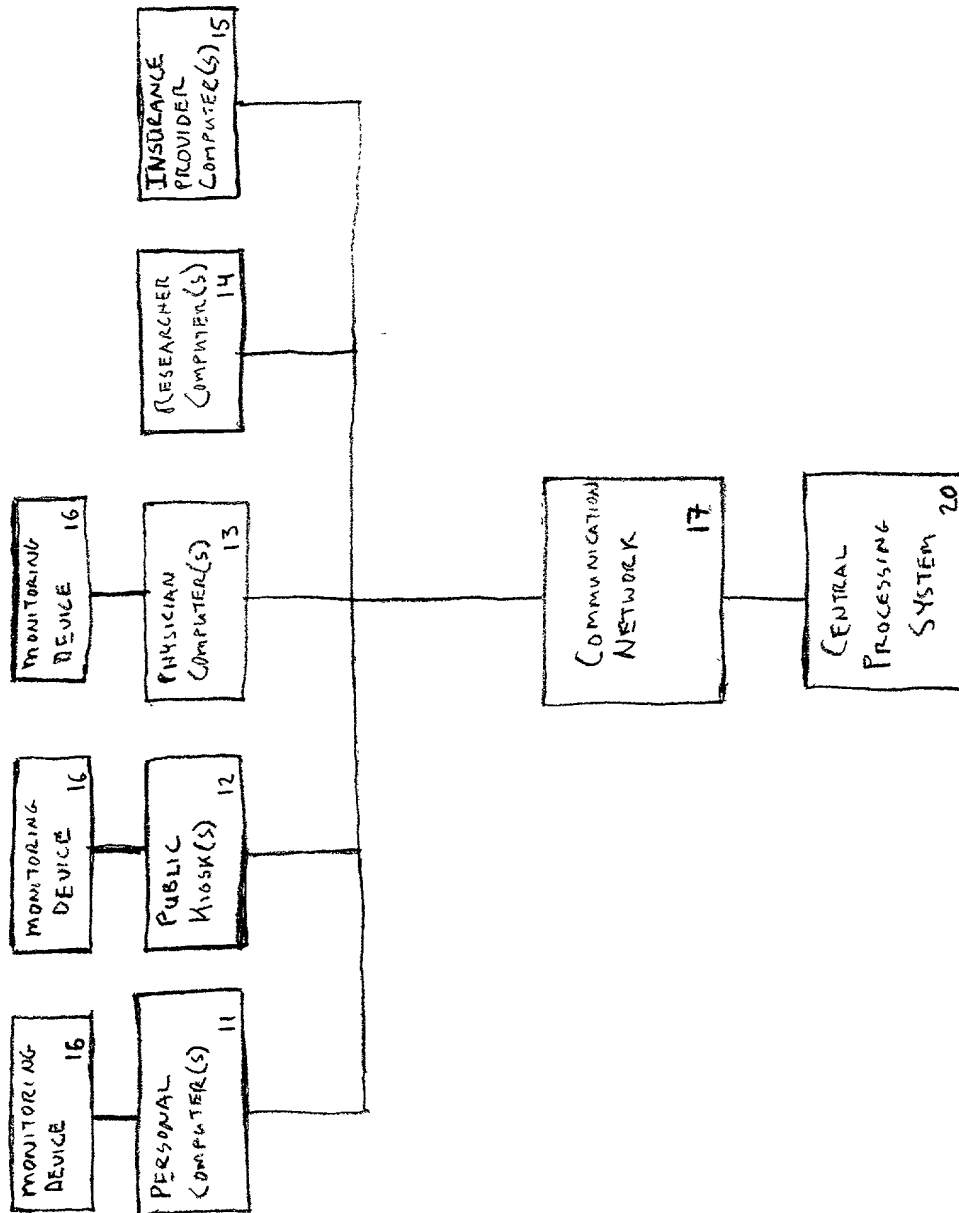 MONITORING
DEVICE
16
MONITORING
DEVICE
16
MONITORING
DEVICE
16
PERSONAL
COMPUTER(S)
11
PUBLIC
KIOSK(S)
12
PHYSICIAN
COMPUTER(S)
13
RESEARCHER
COMPUTER(S)
14
INSURANCE
PROVIDER
COMPUTER(S)
15
COMMUNICATION
NETWORK
17
CENTRAL
PROCESSING
SYSTEM
20